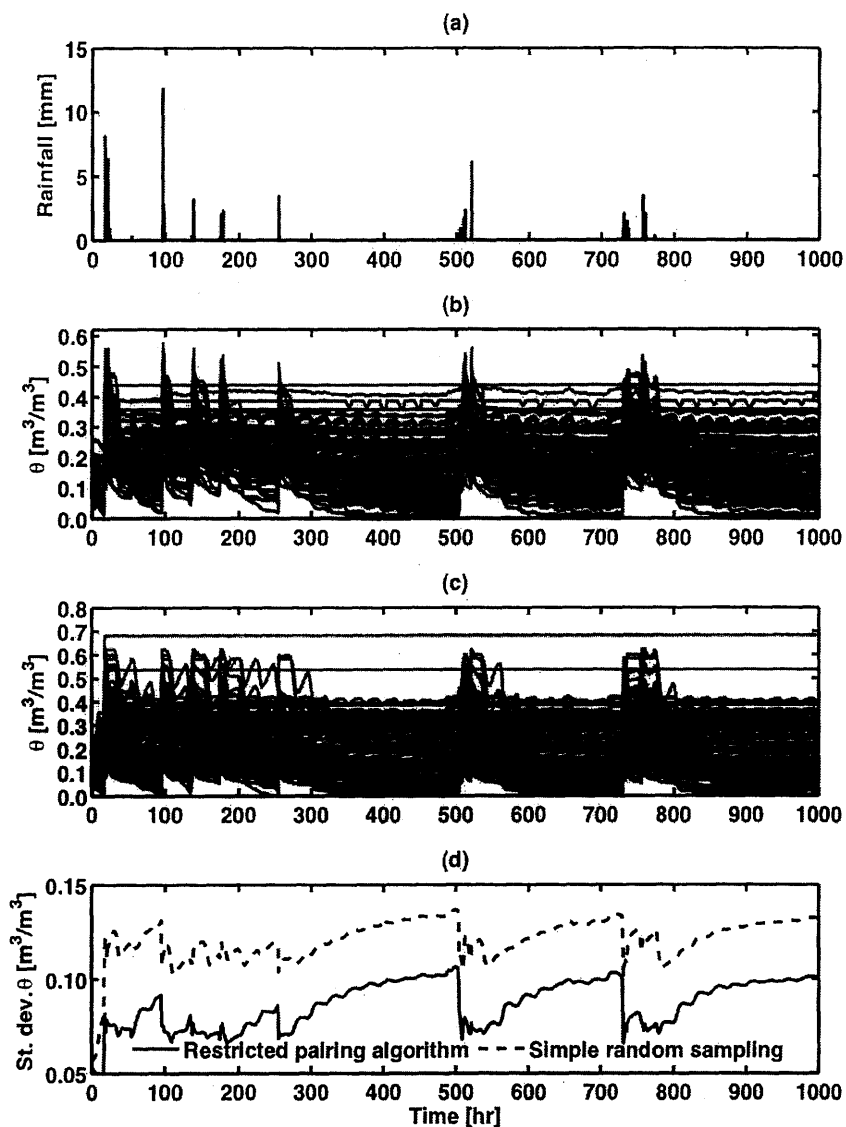 (a)
Rainfall [mm]
15
10
5
0
0 100 200 300 400 500 600 700 800 900 1000
(b)
θ [m³/m³]
0.6
0.5
0.4
0.3
0.2
0.1
0.0
0 100 200 300 400 500 600 700 800 900 1000
(c)
θ [m³/m³]
0.8
0.7
0.6
0.5
0.4
0.3
0.2
0.1
0.0
0 100 200 300 400 500 600 700 800 900 1000
(d)
St. dev. θ [m³/m³]
0.15
0.10
0.05
Restricted pairing algorithm Simple random sampling
0 100 200 300 400 500 600 700 800 900 1000
Time [hr]